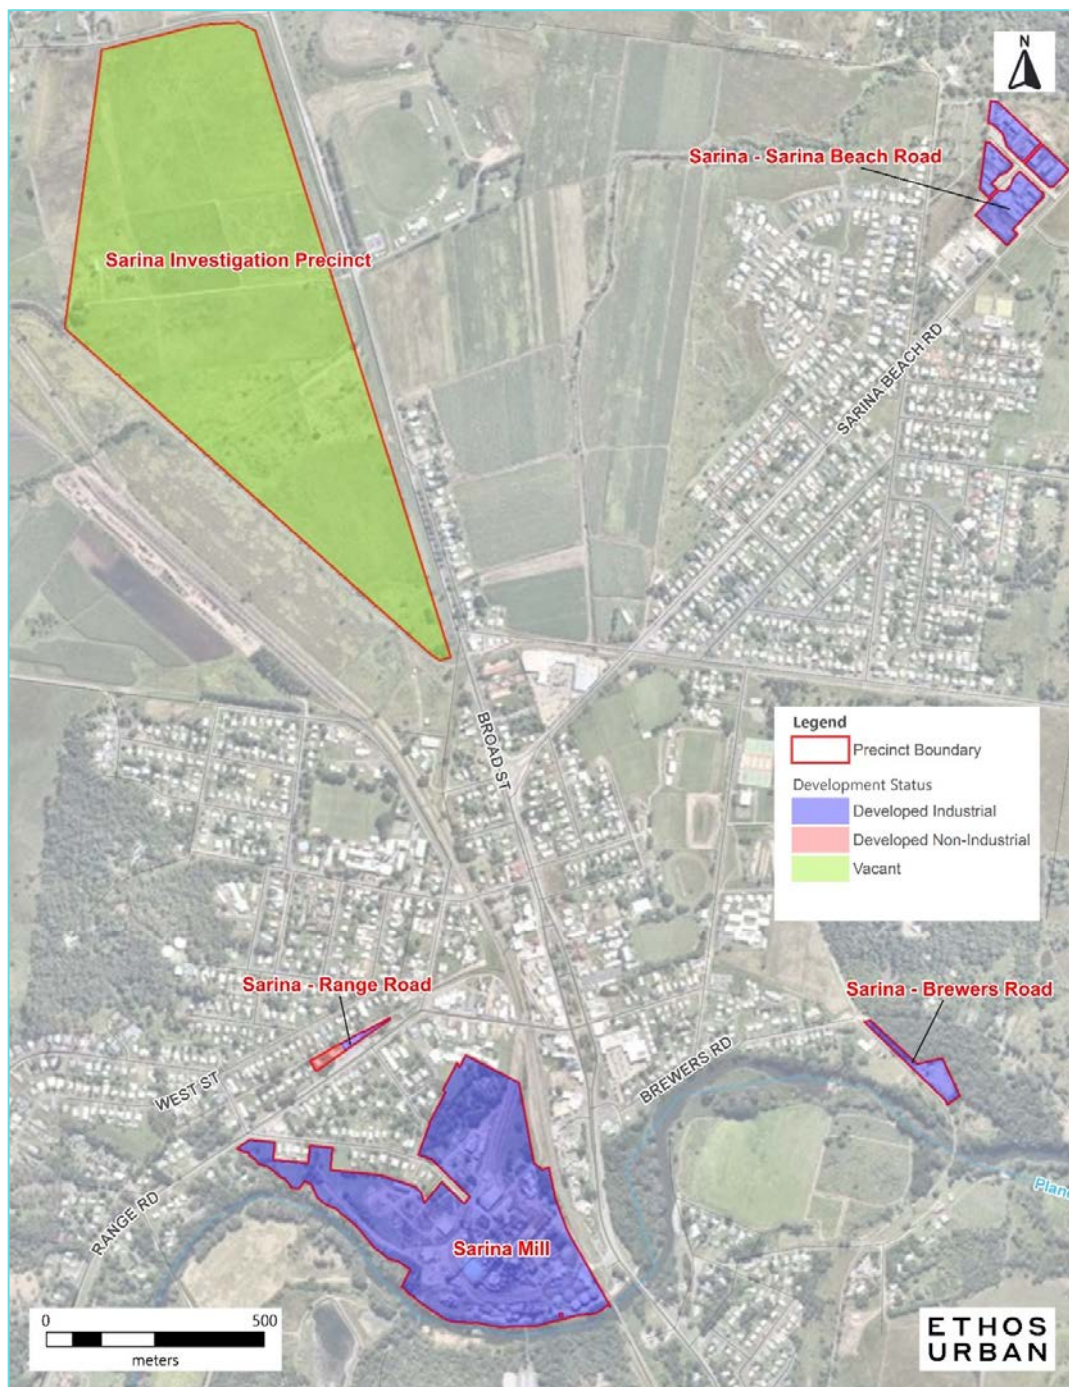 N
Sarina - Sarina Beach Road
Sarina Investigation Precinct
SARINA BEACH RD
BROAD ST
Legend
Precinct Boundary
Development Status
Developed Industrial
Developed Non-Industrial
Vacant
Sarina - Range Road
Sarina - Brewers Road
WEST ST
BREWERS RD
RANGE RD
Plane
Sarina Mill
0 500
meters
ETHOS
URBAN